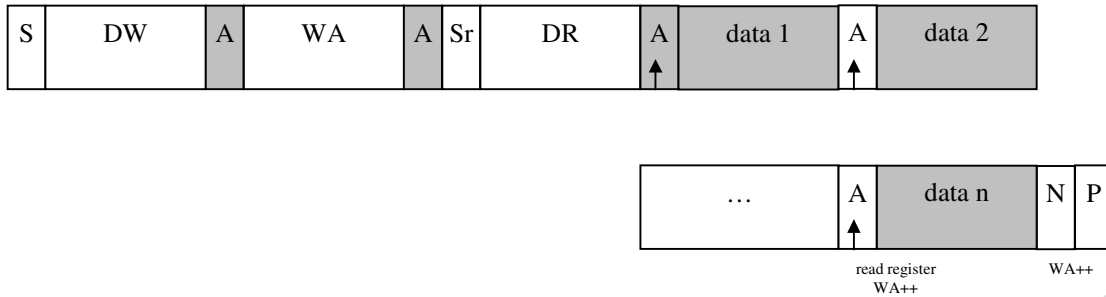 S DW A WA A Sr DR A data 1 A data 2
… A data n N P
read register WA++
WA++